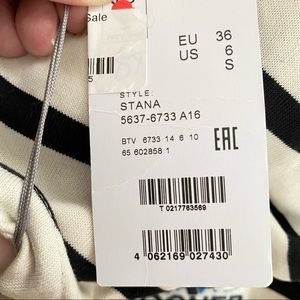 Sale
5
EU 36
US 6
S
STYLE:
STANA
5637-6733 A16
BTV 6733 14 6 10
65 602858 1
EAC
T 0217763569
4 062169 027430